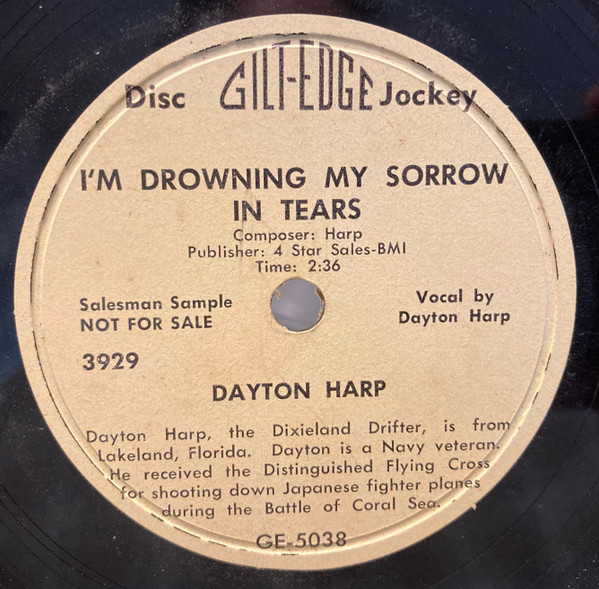 Disc GILT-EDGE Jockey
I'M DROWNING MY SORROW
IN TEARS
Composer: Harp
Publisher: 4 Star Sales-BMI
Time: 2:36
Salesman Sample
NOT FOR SALE
Vocal by
Dayton Harp
3929
DAYTON HARP
Dayton Harp, the Dixieland Drifter, is from
Lakeland, Florida. Dayton is a Navy veteran.
He received the Distinguished Flying Cross
for shooting down Japanese fighter planes
during the Battle of Coral Sea.
GE-5038